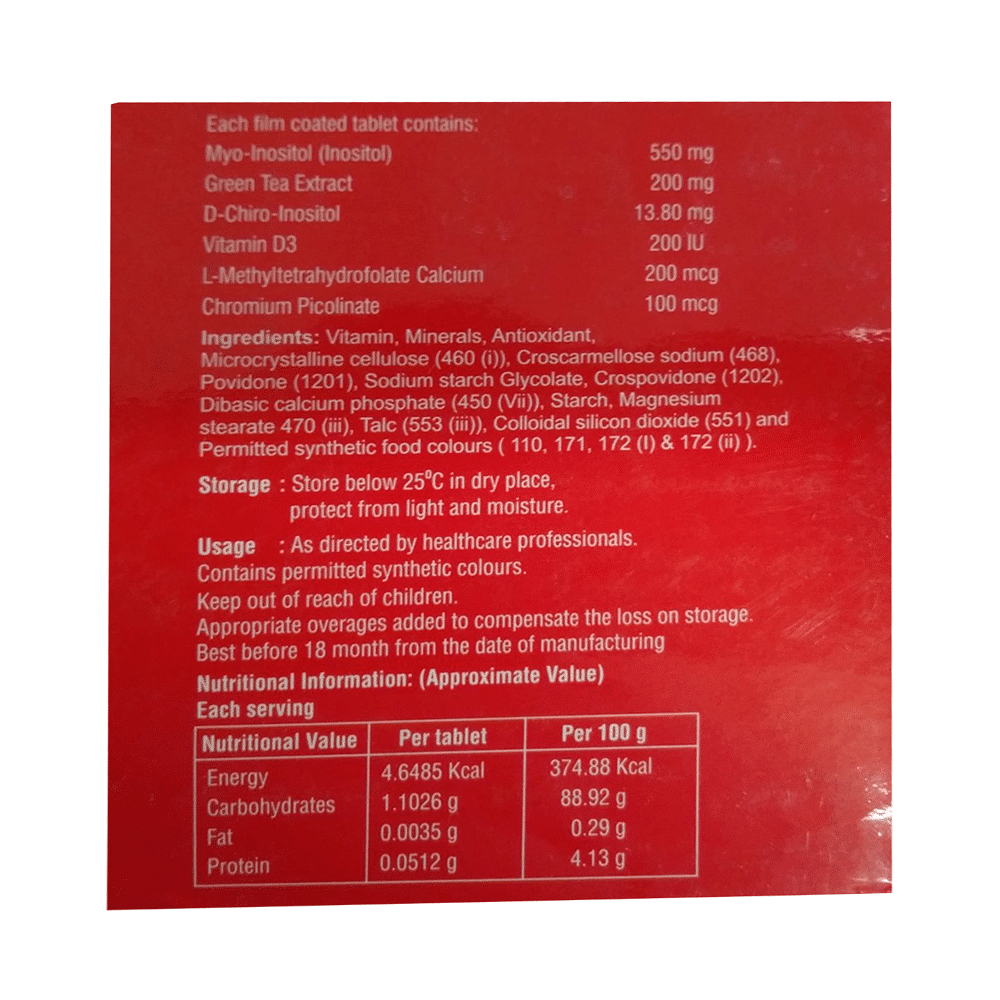 Each film coated tablet contains:
Myo-Inositol (Inositol) 550 mg
Green Tea Extract 200 mg
D-Chiro-Inositol 13.80 mg
Vitamin D3 200 IU
L-Methyltetrahydrofolate Calcium 200 mcg
Chromium Picolinate 100 mcg
Ingredients: Vitamin, Minerals, Antioxidant,
Microcrystalline cellulose (460 (i)), Croscarmellose sodium (468),
Povidone (1201), Sodium starch Glycolate, Crospovidone (1202),
Dibasic calcium phosphate (450 (Vii)), Starch, Magnesium
stearate 470 (iii), Talc (553 (iii)), Colloidal silicon dioxide (551) and
Permitted synthetic food colours ( 110, 171, 172 (I) & 172 (ii) ).
Storage : Store below 25⁰C in dry place,
protect from light and moisture.
Usage : As directed by healthcare professionals.
Contains permitted synthetic colours.
Keep out of reach of children.
Appropriate overages added to compensate the loss on storage.
Best before 18 month from the date of manufacturing
Nutritional Information: (Approximate Value)
Each serving
Nutritional Value Per tablet Per 100 g
Energy 4.6485 Kcal 374.88 Kcal
Carbohydrates 1.1026 g 88.92 g
Fat 0.0035 g 0.29 g
Protein 0.0512 g 4.13 g